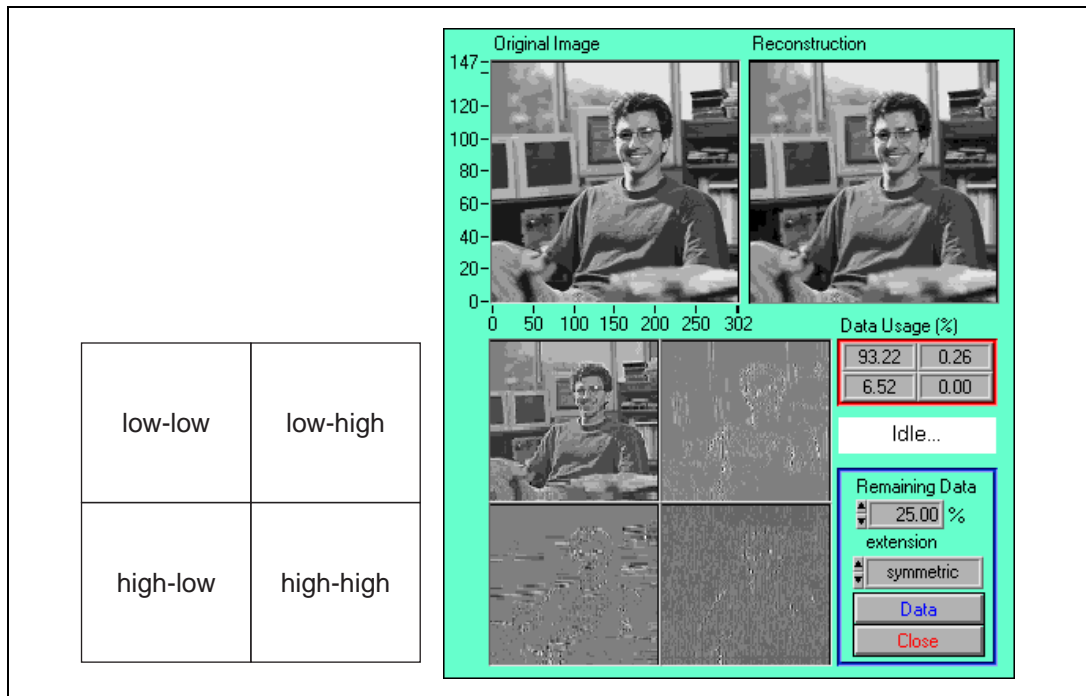 Original Image Reconstruction
147
120
100
80
60
40
20
0
0 50 100 150 200 250 302
Data Usage (%)
93.22 0.26
6.52 0.00
Idle...
low-low low-high
high-low high-high
Remaining Data
25.00 %
extension
symmetric
Data
Close